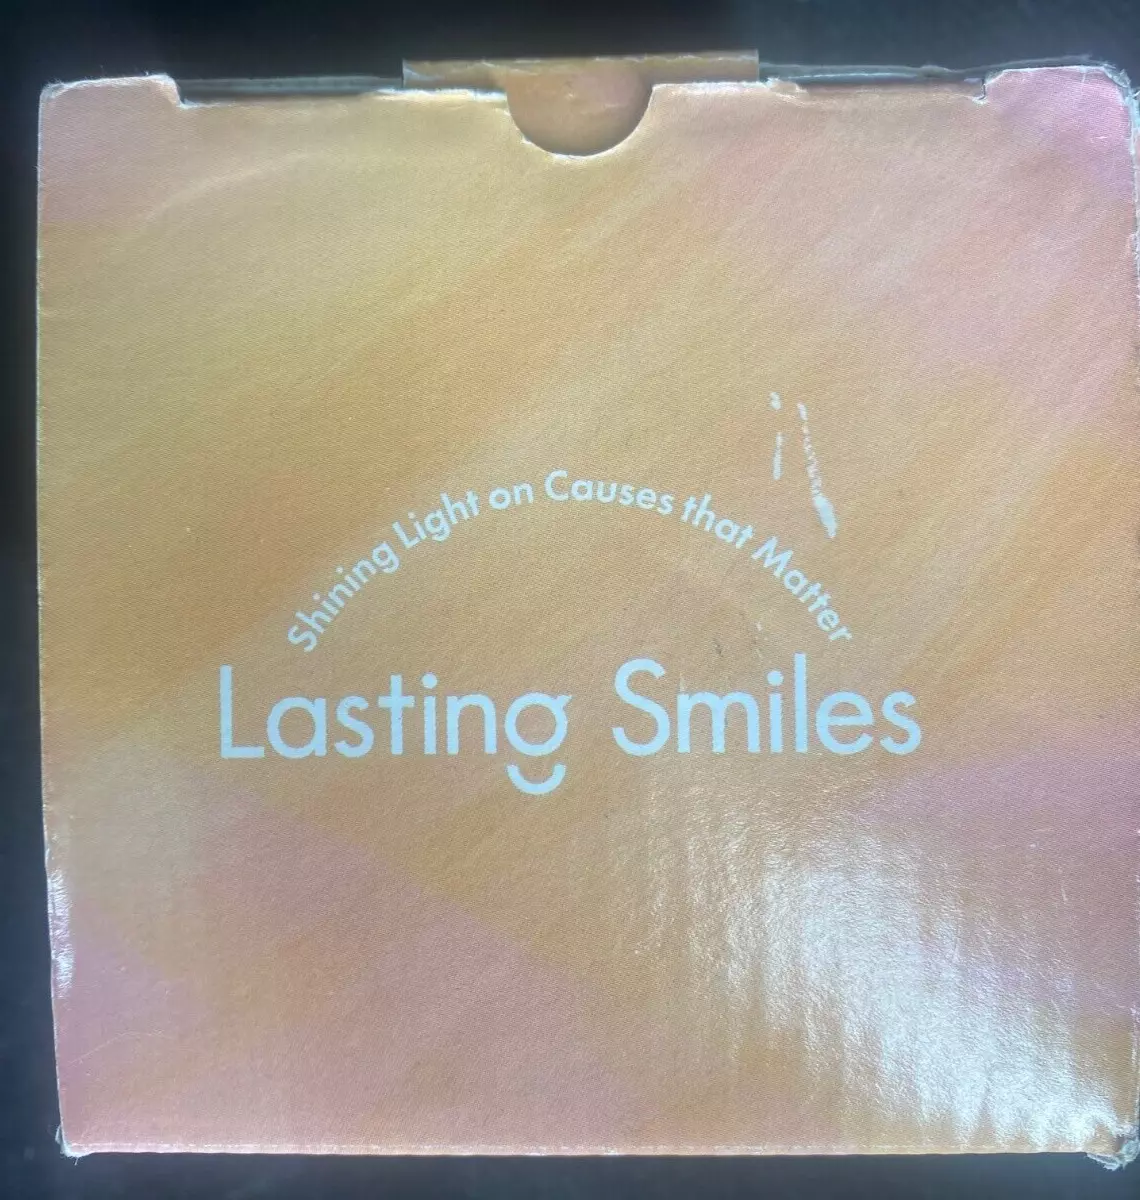 Shining Light on Causes that Matter
Lasting Smiles